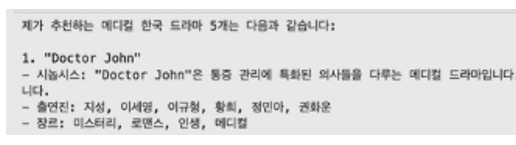 제가 추천하는 메디컬 한국 드라마 5개는 다음과 같습니다:
1. "Doctor John"
- 시놉시스: "Doctor John"은 통증 관리에 특화된 의사들을 다루는 메디컬 드라마입니다.
니다.
- 출연진: 지성, 이세영, 이규형, 황희, 정민아, 권화운
- 장르: 미스터리, 로맨스, 인생, 메디컬